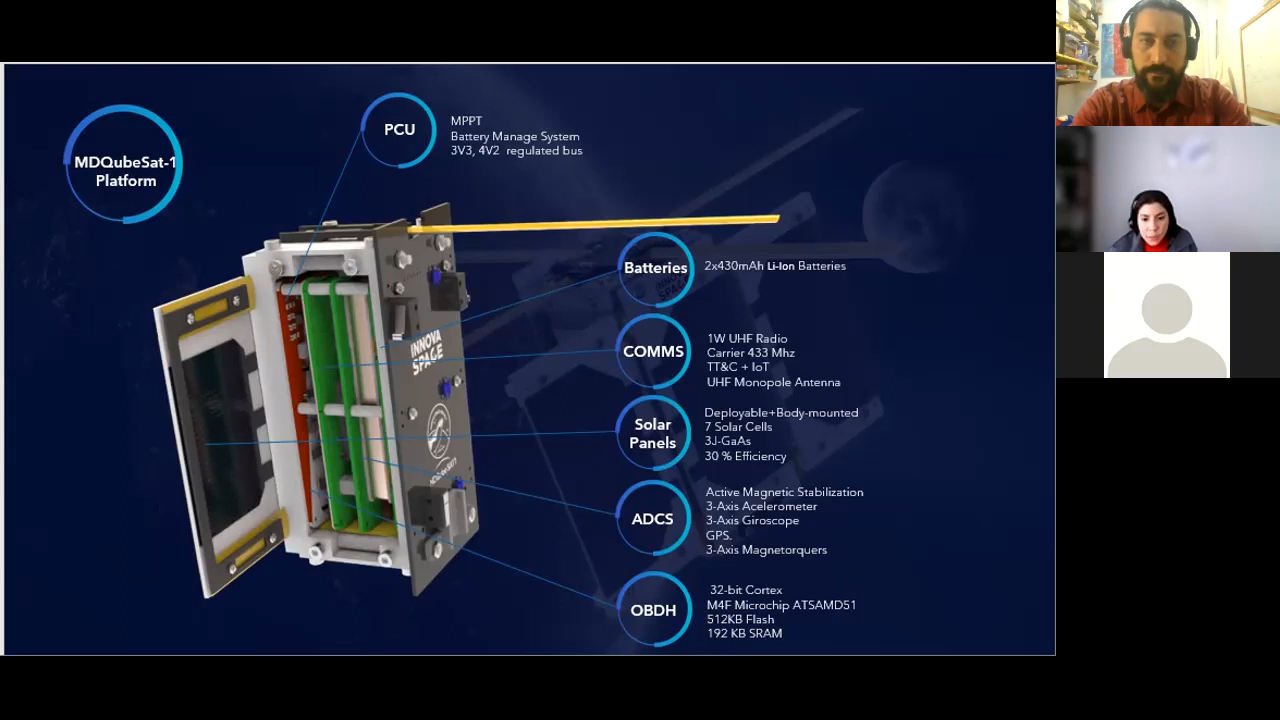 MDQubeSat-1
Platform
PCU
MPPT
Battery Manage System
3V3, 4V2 regulated bus
Batteries
2x430mAh Li-Ion Batteries
COMMS
1W UHF Radio
Carrier 433 Mhz
TT&C + IoT
UHF Monopole Antenna
Solar
Panels
Deployable+Body-mounted
7 Solar Cells
3J-GaAs
30 % Efficiency
ADCS
Active Magnetic Stabilization
3-Axis Acelerometer
3-Axis Giroscope
GPS.
3-Axis Magnetorquers
OBDH
32-bit Cortex
M4F Microchip ATSAMD51
512KB Flash
192 KB SRAM
INNOVA
SPACE